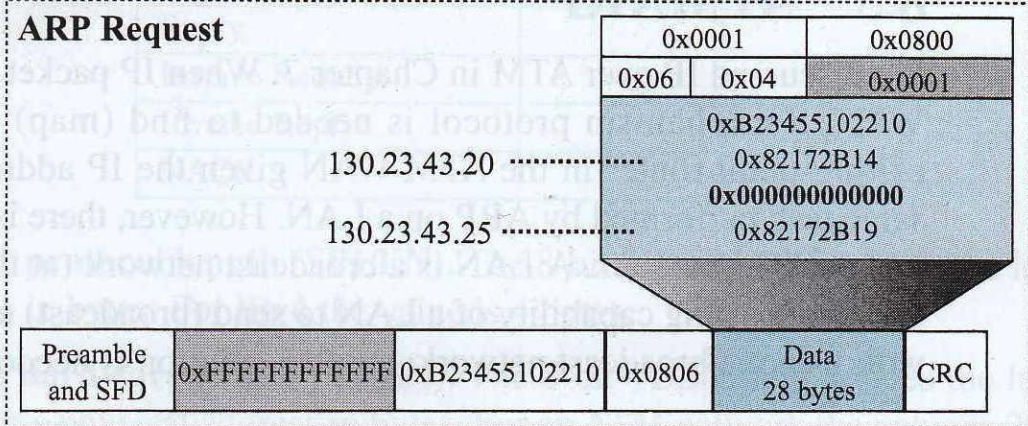 ARP Request
0x0001 0x0800
0x06 0x04 0x0001
0xB23455102210
130.23.43.20 0x82172B14
0x000000000000
130.23.43.25 0x82172B19
Preamble and SFD
0xFFFFFFFFFFFF 0xB23455102210 0x0806
Data
28 bytes
CRC